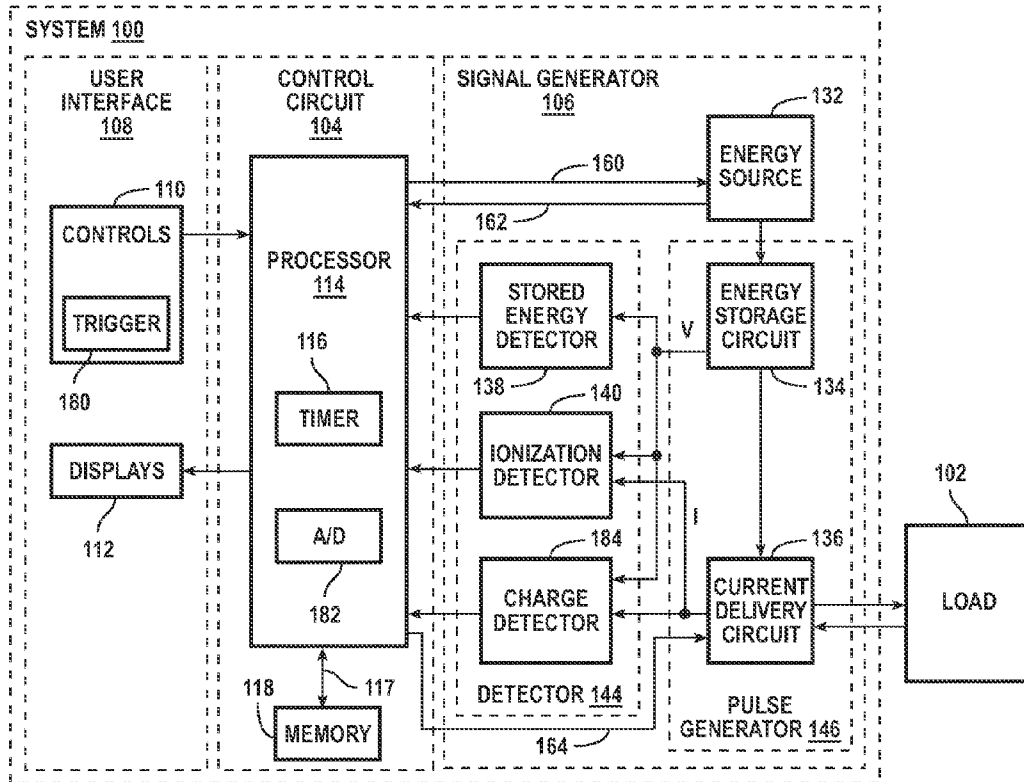 SYSTEM 100
USER
INTERFACE
108
CONTROL
CIRCUIT
104
SIGNAL GENERATOR
106
132
ENERGY
SOURCE
160
162
110
CONTROLS
TRIGGER
180
PROCESSOR
114
116
TIMER
A/D
182
DISPLAYS
112
117
118
MEMORY
STORED
ENERGY
DETECTOR
138
140
IONIZATION
DETECTOR
184
CHARGE
DETECTOR
DETECTOR 144
V
I
ENERGY
STORAGE
CIRCUIT
134
136
CURRENT
DELIVERY
CIRCUIT
PULSE
GENERATOR 146
164
102
LOAD